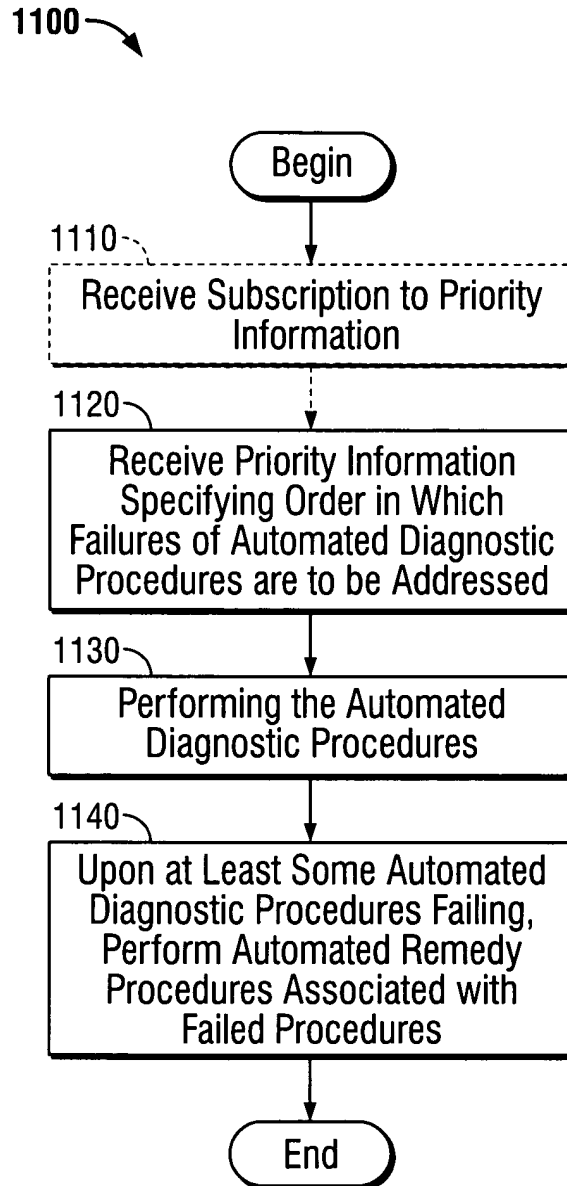 1100
Begin
1110
Receive Subscription to Priority
Information
1120
Receive Priority Information
Specifying Order in Which
Failures of Automated Diagnostic
Procedures are to be Addressed
1130
Performing the Automated
Diagnostic Procedures
1140
Upon at Least Some Automated
Diagnostic Procedures Failing,
Perform Automated Remedy
Procedures Associated with
Failed Procedures
End